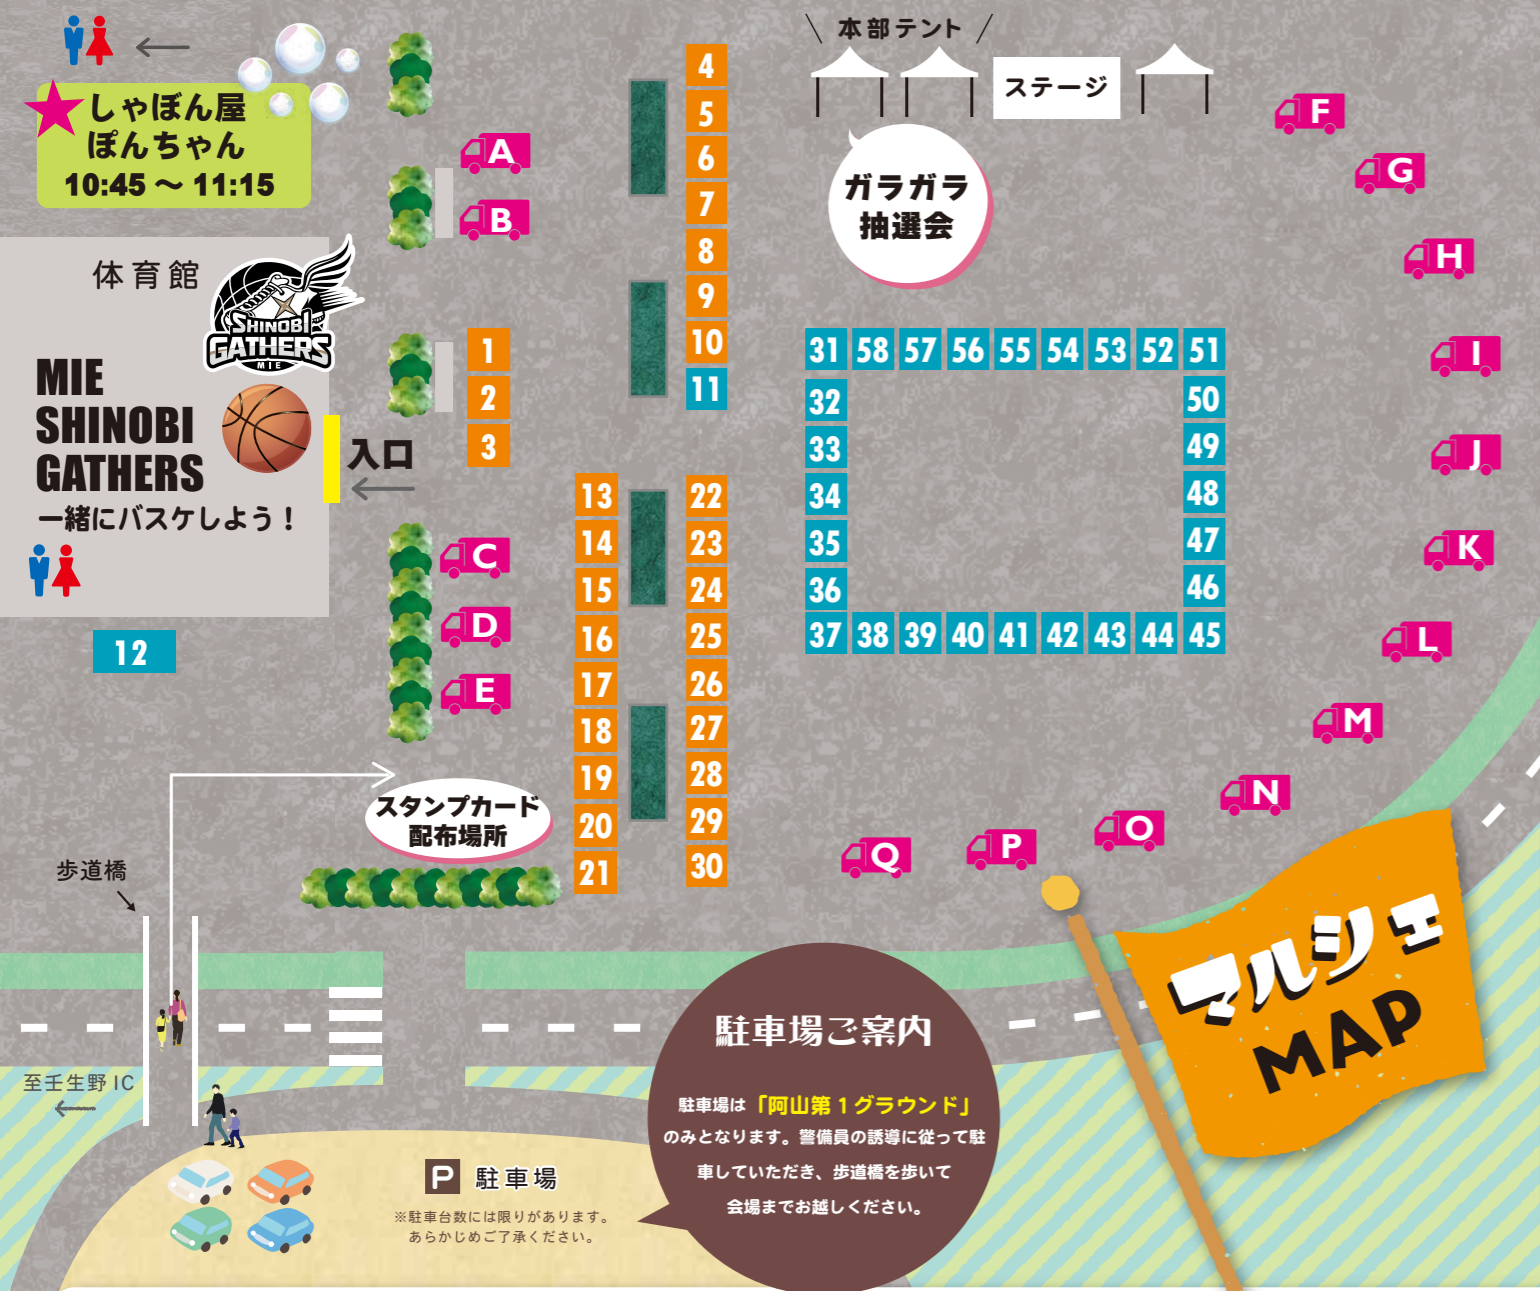 ＼ 本部テント ／
ステージ
しゃぼん屋
ぽんちゃん
10:45 ～ 11:15
ガラガラ
抽選会
体育館
SHINOBI
GATHERS
MIE
MIE
SHINOBI
GATHERS
一緒にバスケしよう！
入口
A
B
C
D
E
F
G
H
I
J
K
L
M
N
O
P
Q
1
2
3
4
5
6
7
8
9
10
11
12
13
14
15
16
17
18
19
20
21
22
23
24
25
26
27
28
29
30
31 58 57 56 55 54 53 52 51
32
33
34
35
36
50
49
48
47
46
37 38 39 40 41 42 43 44 45
スタンプカード
配布場所
歩道橋
至壬生野 IC
P 駐車場
※駐車台数には限りがあります。
あらかじめご了承ください。
駐車場ご案内
駐車場は「阿山第１グラウンド」
のみとなります。警備員の誘導に従って駐
車していただき、歩道橋を歩いて
会場までお越しください。
マルシェ
MAP